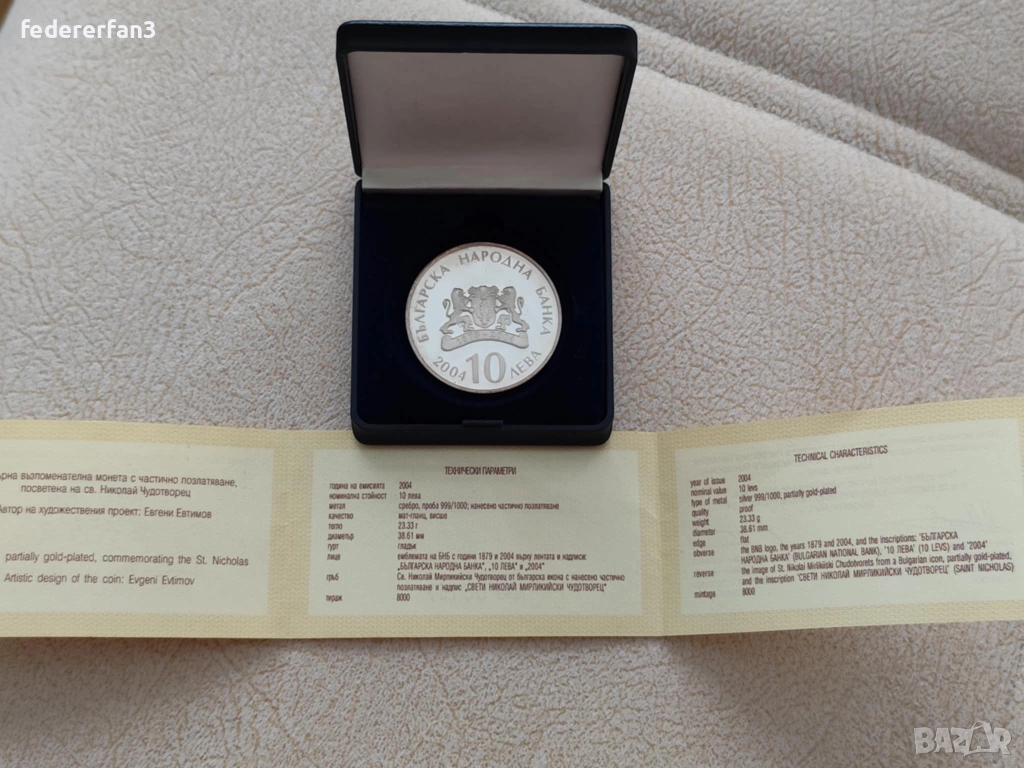 federerfan3
БЪЛГАРСКА НАРОДНА БАНКА
2004 10 ЛЕВА
възпоменателна монета с частично позлатяване,
посветена на св. Николай Чудотворец
Автор на художествения проект: Евгени Евтимов
partially gold-plated, commemorating the St. Nicholas
Artistic design of the coin: Evgeni Evtimov
ТЕХНИЧЕСКИ ПАРАМЕТРИ
година на емисията 2004
номинална стойност 10 лева
метал сребро, проба 999/1000; нанесено частично позлатяване
качество мат-гланц, висше
тегло 23.33 г
диаметър 38.61 мм
гурт гладък
лице емблемата на БНБ с години 1879 и 2004 върху лентата и надписи:
"БЪЛГАРСКА НАРОДНА БАНКА", "10 ЛЕВА" и "2004"
гръб Св. Николай Мирликийски Чудотворец от българска икона с нанесено частично
позлатяване и надпис "СВЕТИ НИКОЛАЙ МИРЛИКИЙСКИ ЧУДОТВОРЕЦ"
тираж 8000
TECHNICAL CHARACTERISTICS
year of issue 2004
nominal value 10 levs
type of metal silver 999/1000, partially gold-plated
quality proof
weight 23.33 g
diameter 38.61 mm
edge flat
obverse the BNB logo, the years 1879 and 2004, and the inscriptions: "БЪЛГАРСКА
НАРОДНА БАНКА" (BULGARIAN NATIONAL BANK), "10 ЛЕВА" (10 LEVS) and "2004"
reverse the image of St. Nikolai Mirlikiiski Chudotvorets from a Bulgarian icon, partially gold-plated,
and the inscription "СВЕТИ НИКОЛАЙ МИРЛИКИЙСКИ ЧУДОТВОРЕЦ" (SAINT NICHOLAS)
mintage 8000
BAZAR